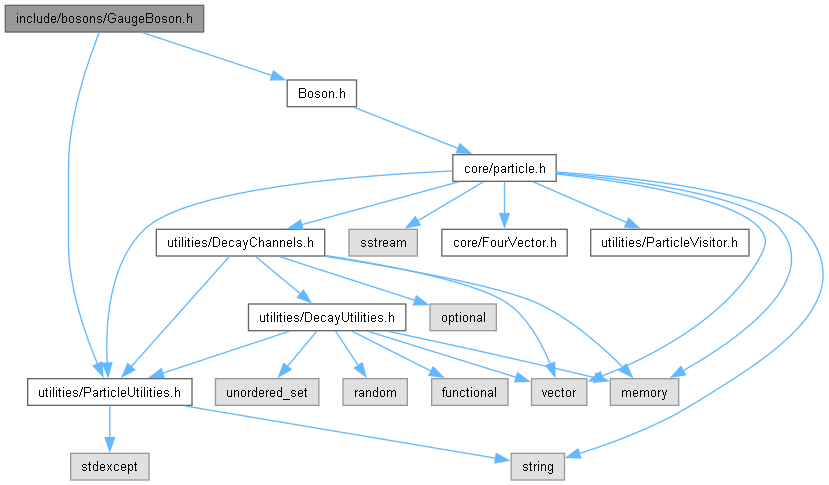 include/bosons/GaugeBoson.h
Boson.h
core/particle.h
utilities/DecayChannels.h
sstream
core/FourVector.h
utilities/ParticleVisitor.h
utilities/DecayUtilities.h
optional
utilities/ParticleUtilities.h
unordered_set
random
functional
vector
memory
stdexcept
string